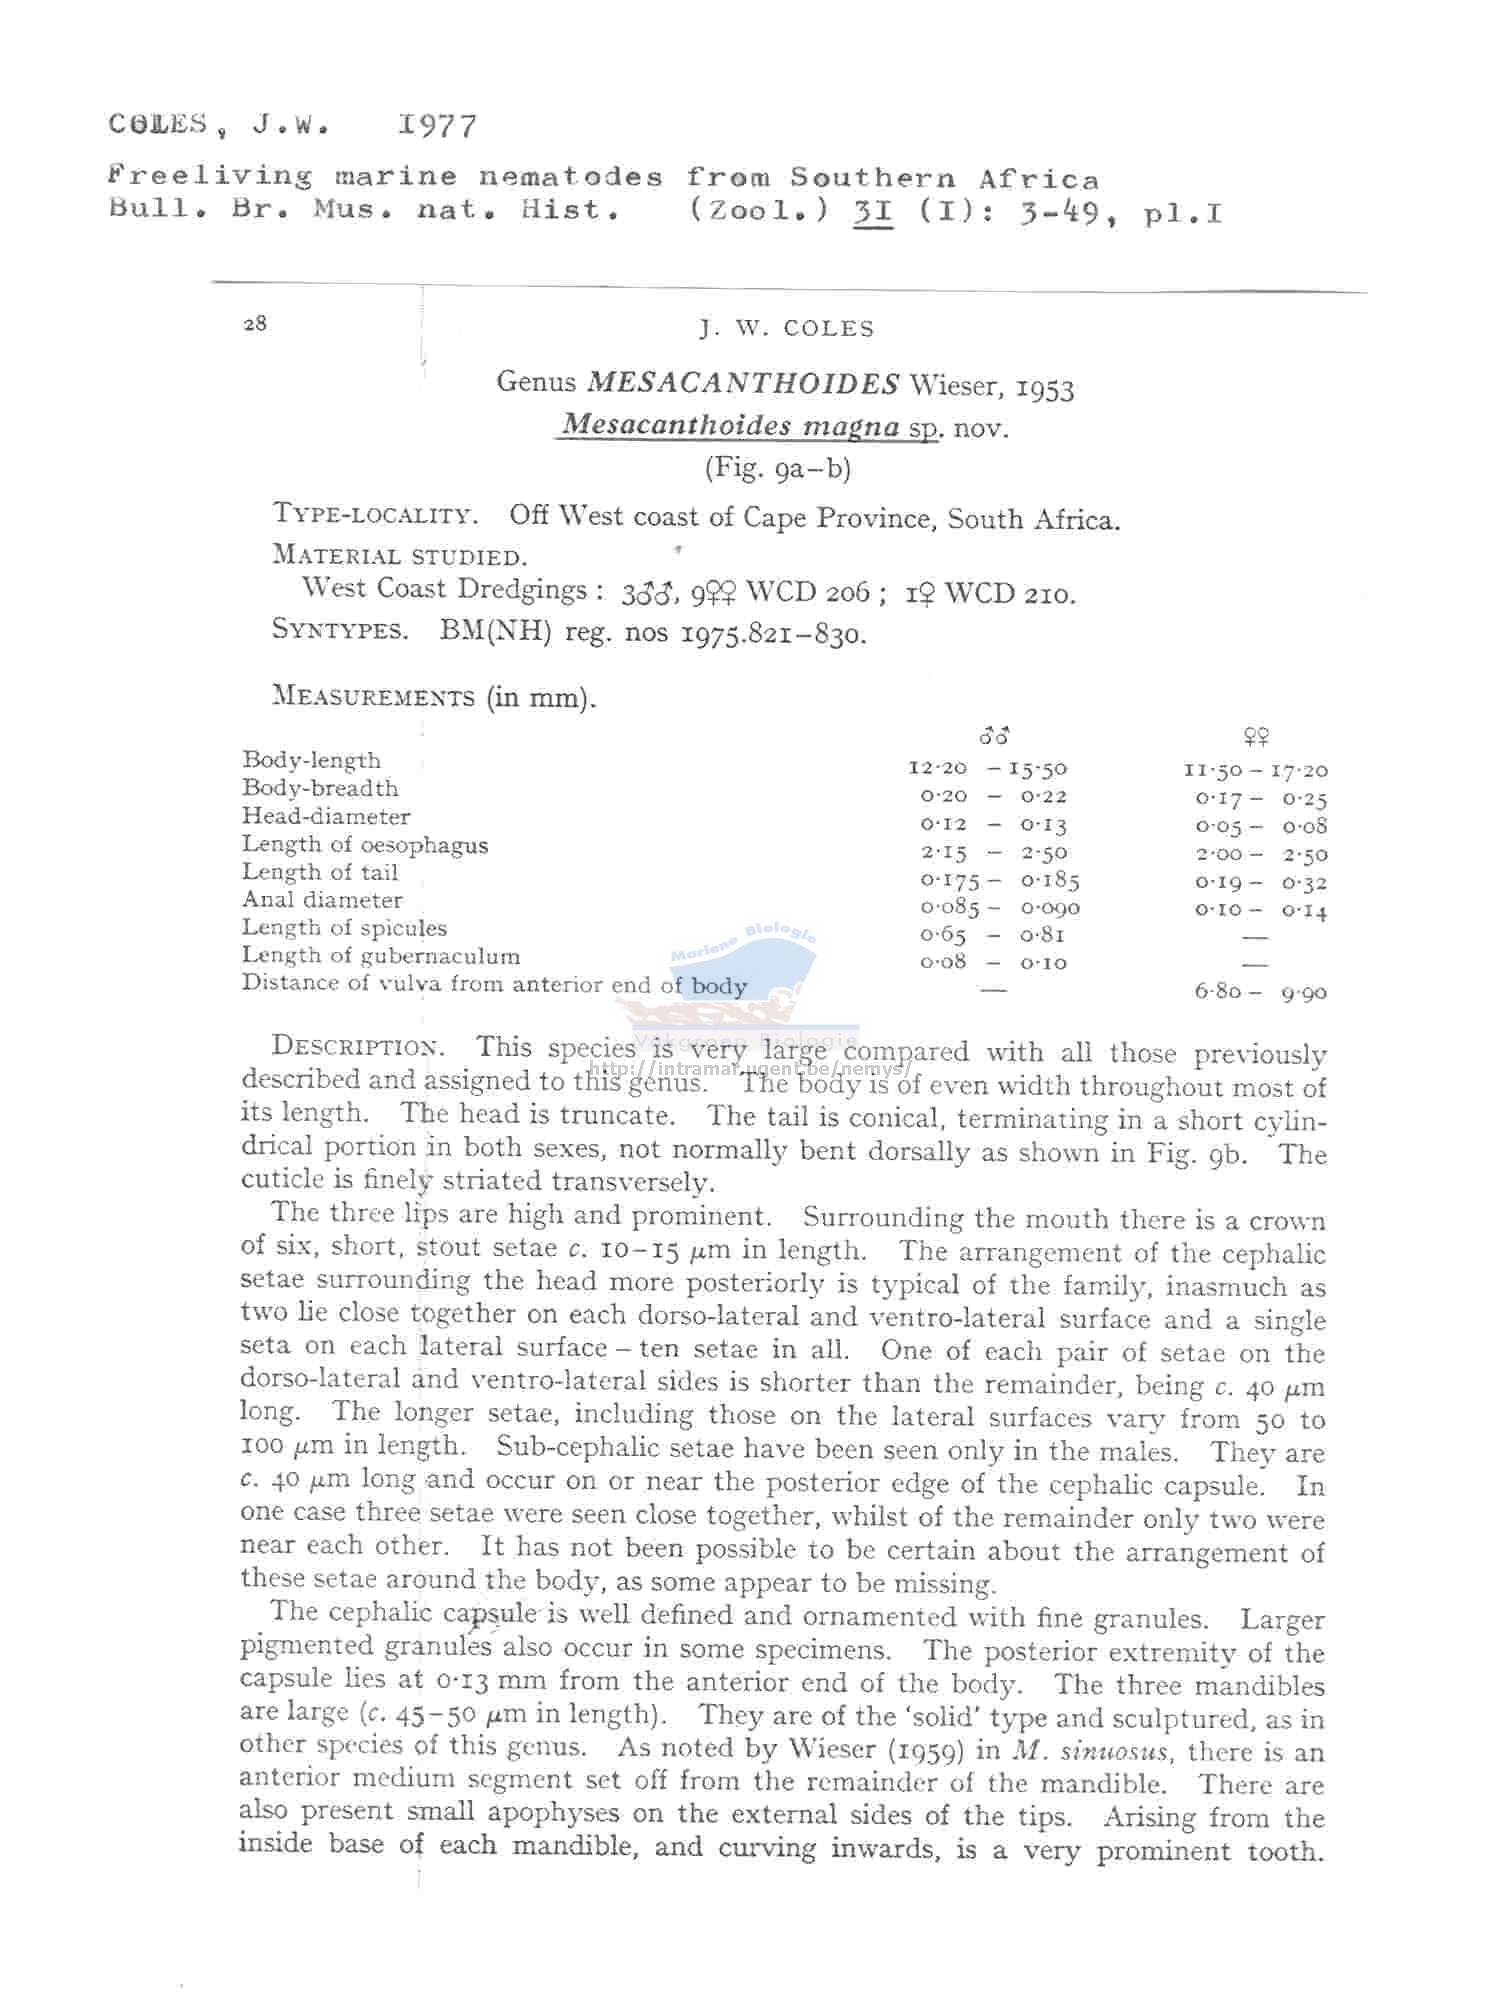 COLES, J.W. 1977
Freeliving marine nematodes from Southern Africa
Bull. Br. Mus. nat. Hist. (Zool.) 3I (I): 3-49, pl.I
28
J. W. COLES
Genus MESACANTHOIDES Wieser, 1953
Mesacanthoides magna sp. nov.
(Fig. 9a–b)
TYPE-LOCALITY. Off West coast of Cape Province, South Africa.
MATERIAL STUDIED.
West Coast Dredgings : 3♂♂, 9♀♀ WCD 206 ; 1♀ WCD 210.
SYNTYPES. BM(NH) reg. nos 1975.821–830.
MEASUREMENTS (in mm).
♂♂ ♀♀
Body-length 12·20 – 15·50 11·50 – 17·20
Body-breadth 0·20 – 0·22 0·17 – 0·25
Head-diameter 0·12 – 0·13 0·05 – 0·08
Length of oesophagus 2·15 – 2·50 2·00 – 2·50
Length of tail 0·175 – 0·185 0·19 – 0·32
Anal diameter 0·085 – 0·090 0·10 – 0·14
Length of spicules 0·65 – 0·81 —
Length of gubernaculum 0·08 – 0·10 —
Distance of vulva from anterior end of body — 6·80 – 9·90
Mariene Biologie
Vakgroep Biologie
http://intramar.ugent.be/nemys/
DESCRIPTION. This species is very large compared with all those previously
described and assigned to this genus. The body is of even width throughout most of
its length. The head is truncate. The tail is conical, terminating in a short cylin-
drical portion in both sexes, not normally bent dorsally as shown in Fig. 9b. The
cuticle is finely striated transversely.
The three lips are high and prominent. Surrounding the mouth there is a crown
of six, short, stout setae c. 10–15 μm in length. The arrangement of the cephalic
setae surrounding the head more posteriorly is typical of the family, inasmuch as
two lie close together on each dorso-lateral and ventro-lateral surface and a single
seta on each lateral surface – ten setae in all. One of each pair of setae on the
dorso-lateral and ventro-lateral sides is shorter than the remainder, being c. 40 μm
long. The longer setae, including those on the lateral surfaces vary from 50 to
100 μm in length. Sub-cephalic setae have been seen only in the males. They are
c. 40 μm long and occur on or near the posterior edge of the cephalic capsule. In
one case three setae were seen close together, whilst of the remainder only two were
near each other. It has not been possible to be certain about the arrangement of
these setae around the body, as some appear to be missing.
The cephalic capsule is well defined and ornamented with fine granules. Larger
pigmented granules also occur in some specimens. The posterior extremity of the
capsule lies at 0·13 mm from the anterior end of the body. The three mandibles
are large (c. 45–50 μm in length). They are of the ‘solid’ type and sculptured, as in
other species of this genus. As noted by Wieser (1959) in M. sinuosus, there is an
anterior medium segment set off from the remainder of the mandible. There are
also present small apophyses on the external sides of the tips. Arising from the
inside base of each mandible, and curving inwards, is a very prominent tooth.